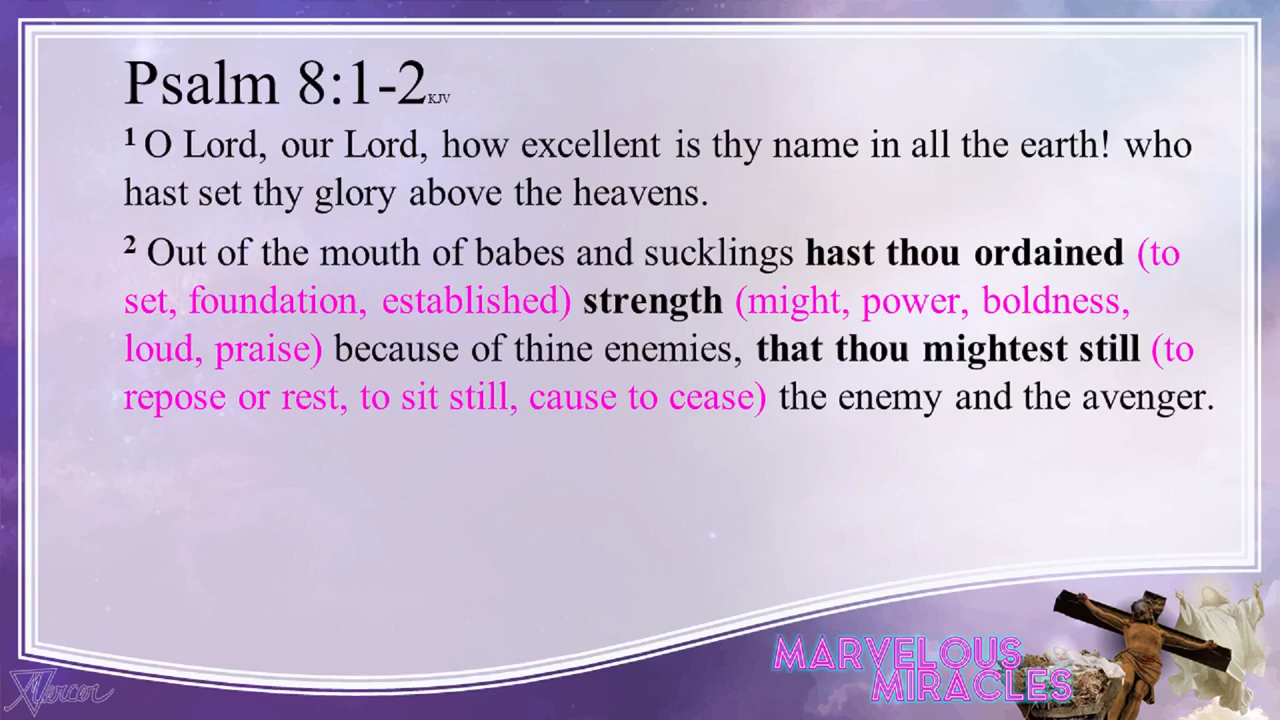 Psalm 8:1-2KJV
1 O Lord, our Lord, how excellent is thy name in all the earth! who
hast set thy glory above the heavens.
2 Out of the mouth of babes and sucklings hast thou ordained (to
set, foundation, established) strength (might, power, boldness,
loud, praise) because of thine enemies, that thou mightest still (to
repose or rest, to sit still, cause to cease) the enemy and the avenger.
MARVELOUS
MIRACLES